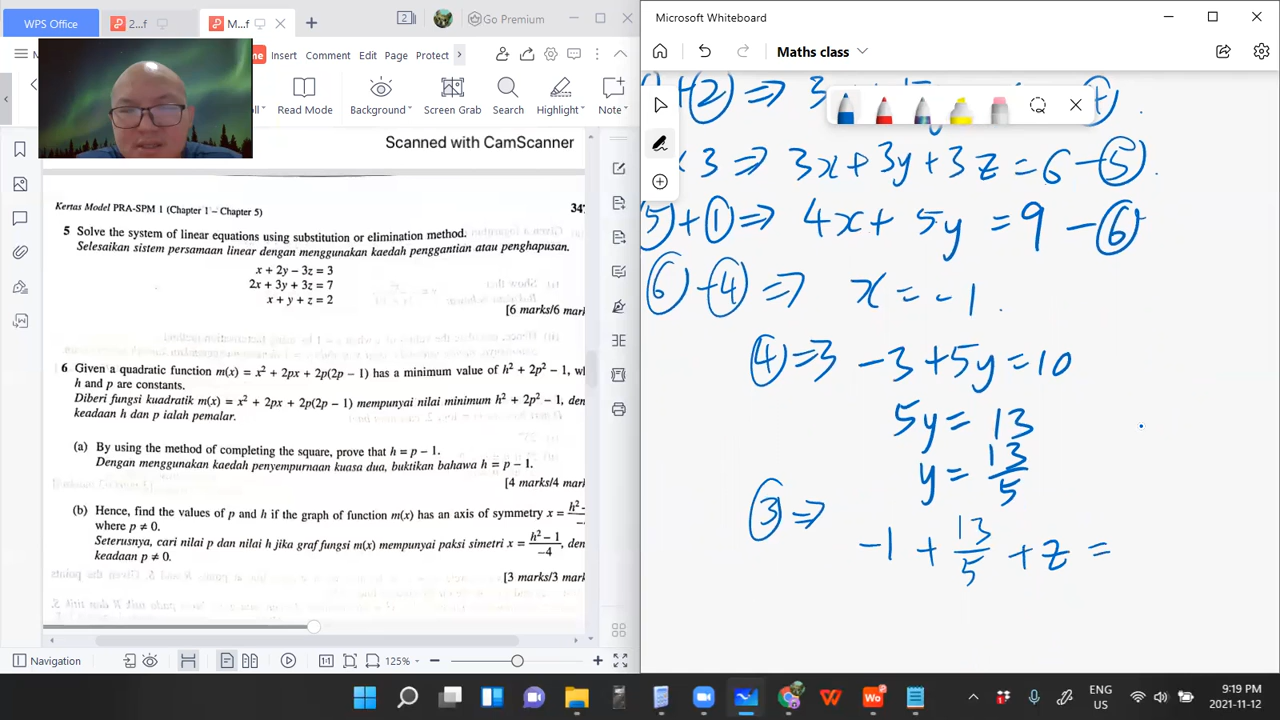 WPS Office
2...f
M...f
2
Go Premium
Microsoft Whiteboard
Insert Comment Edit Page Protect
Maths class
Read Mode Background Screen Grab Search Highlight Note
Scanned with CamScanner
Kertas Model PRA-SPM 1 (Chapter 1 – Chapter 5)
347
5 Solve the system of linear equations using substitution or elimination method.
Selesaikan sistem persamaan linear dengan menggunakan kaedah penggantian atau penghapusan.
x + 2y – 3z = 3
2x + 3y + 3z = 7
x + y + z = 2
[6 marks/6 mar
6 Given a quadratic function m(x) = x² + 2px + 2p(2p – 1) has a minimum value of h² + 2p² – 1, wl
h and p are constants.
Diberi fungsi kuadratik m(x) = x² + 2px + 2p(2p – 1) mempunyai nilai minimum h² + 2p² – 1, den
keadaan h dan p ialah pemalar.
(a) By using the method of completing the square, prove that h = p – 1.
Dengan menggunakan kaedah penyempurnaan kuasa dua, buktikan bahawa h = p – 1.
[4 marks/4 mar
(b) Hence, find the values of p and h if the graph of function m(x) has an axis of symmetry x = h²–
where p ≠ 0.
Seterusnya, cari nilai p dan nilai h jika graf fungsi m(x) mempunyai paksi simetri x = h² – 1/–4, den
keadaan p ≠ 0.
[3 marks/3 mark
+ ② ⇒ 3
x 3 ⇒ 3x + 3y + 3z = 6 – ⑤
⑤ + ① ⇒ 4x + 5y = 9 – ⑥
⑥ – ④ ⇒ x = -1
④ ⇒ 3 -3 + 5y = 10
5y = 13
y = 13/5
③ ⇒
-1 + 13/5 + z =
Navigation
125%
ENG
US
9:19 PM
2021-11-12